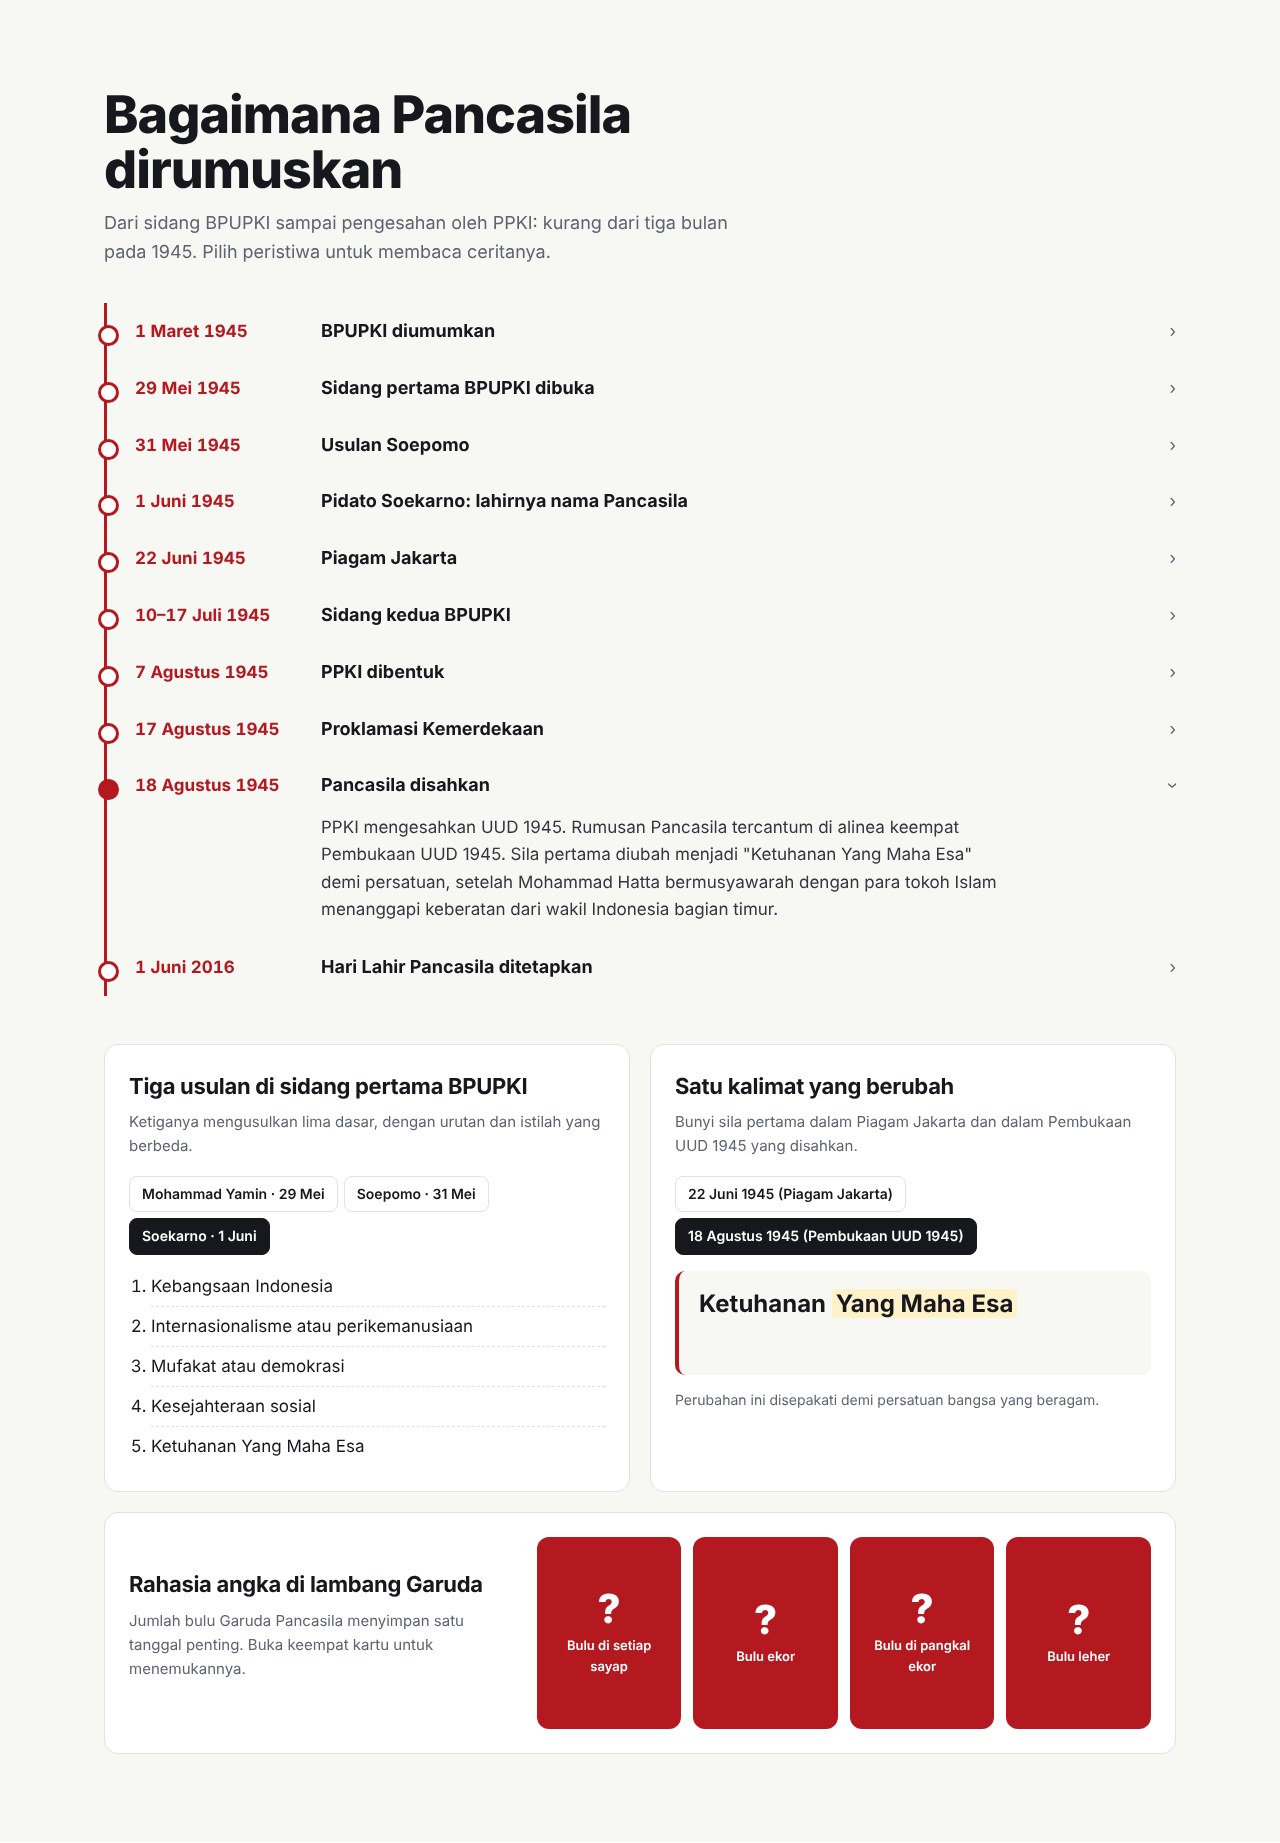 Bagaimana Pancasila
dirumuskan
Dari sidang BPUPKI sampai pengesahan oleh PPKI: kurang dari tiga bulan
pada 1945. Pilih peristiwa untuk membaca ceritanya.
1 Maret 1945 BPUPKI diumumkan ›
29 Mei 1945 Sidang pertama BPUPKI dibuka ›
31 Mei 1945 Usulan Soepomo ›
1 Juni 1945 Pidato Soekarno: lahirnya nama Pancasila ›
22 Juni 1945 Piagam Jakarta ›
10–17 Juli 1945 Sidang kedua BPUPKI ›
7 Agustus 1945 PPKI dibentuk ›
17 Agustus 1945 Proklamasi Kemerdekaan ›
18 Agustus 1945 Pancasila disahkan ›
PPKI mengesahkan UUD 1945. Rumusan Pancasila tercantum di alinea keempat
Pembukaan UUD 1945. Sila pertama diubah menjadi "Ketuhanan Yang Maha Esa"
demi persatuan, setelah Mohammad Hatta bermusyawarah dengan para tokoh Islam
menanggapi keberatan dari wakil Indonesia bagian timur.
1 Juni 2016 Hari Lahir Pancasila ditetapkan ›
Tiga usulan di sidang pertama BPUPKI
Ketiganya mengusulkan lima dasar, dengan urutan dan istilah yang
berbeda.
Mohammad Yamin · 29 Mei Soepomo · 31 Mei
Soekarno · 1 Juni
1. Kebangsaan Indonesia
2. Internasionalisme atau perikemanusiaan
3. Mufakat atau demokrasi
4. Kesejahteraan sosial
5. Ketuhanan Yang Maha Esa
Satu kalimat yang berubah
Bunyi sila pertama dalam Piagam Jakarta dan dalam Pembukaan
UUD 1945 yang disahkan.
22 Juni 1945 (Piagam Jakarta)
18 Agustus 1945 (Pembukaan UUD 1945)
Ketuhanan Yang Maha Esa
Perubahan ini disepakati demi persatuan bangsa yang beragam.
Rahasia angka di lambang Garuda
Jumlah bulu Garuda Pancasila menyimpan satu
tanggal penting. Buka keempat kartu untuk
menemukannya.
?
Bulu di setiap
sayap
?
Bulu ekor
?
Bulu di pangkal
ekor
?
Bulu leher